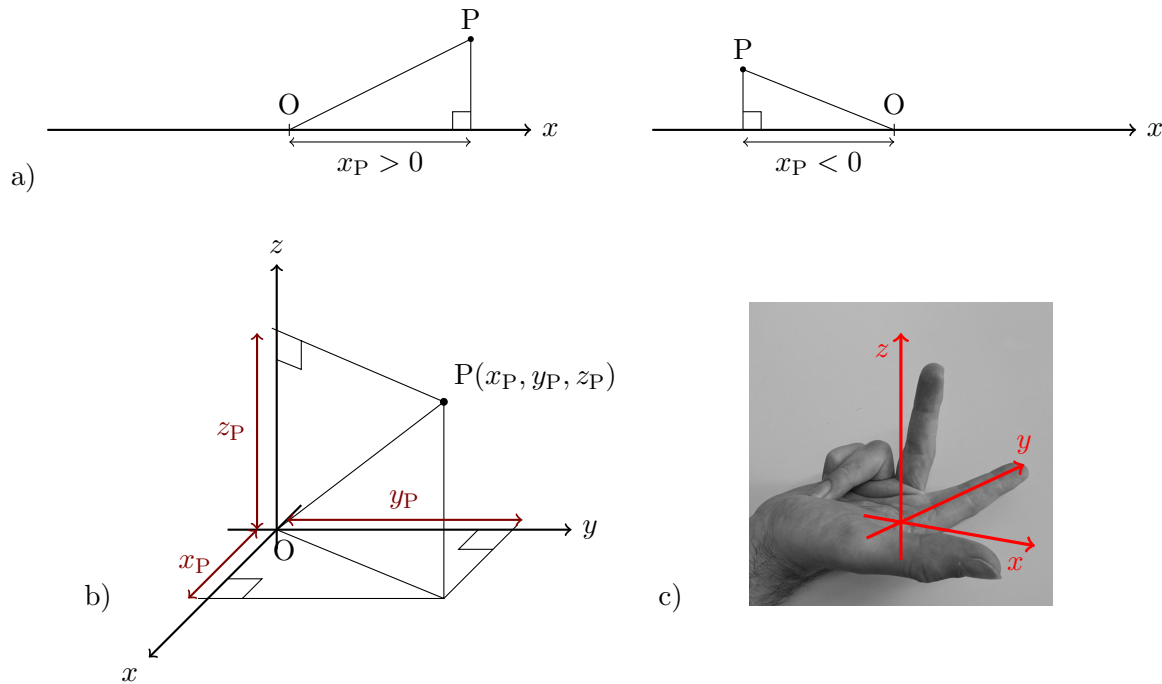 P
O
x
x_P > 0
P
O
x
x_P < 0
a)
z
P(x_P, y_P, z_P)
z_P
y_P
y
O
x_P
x
b)
z
y
x
c)